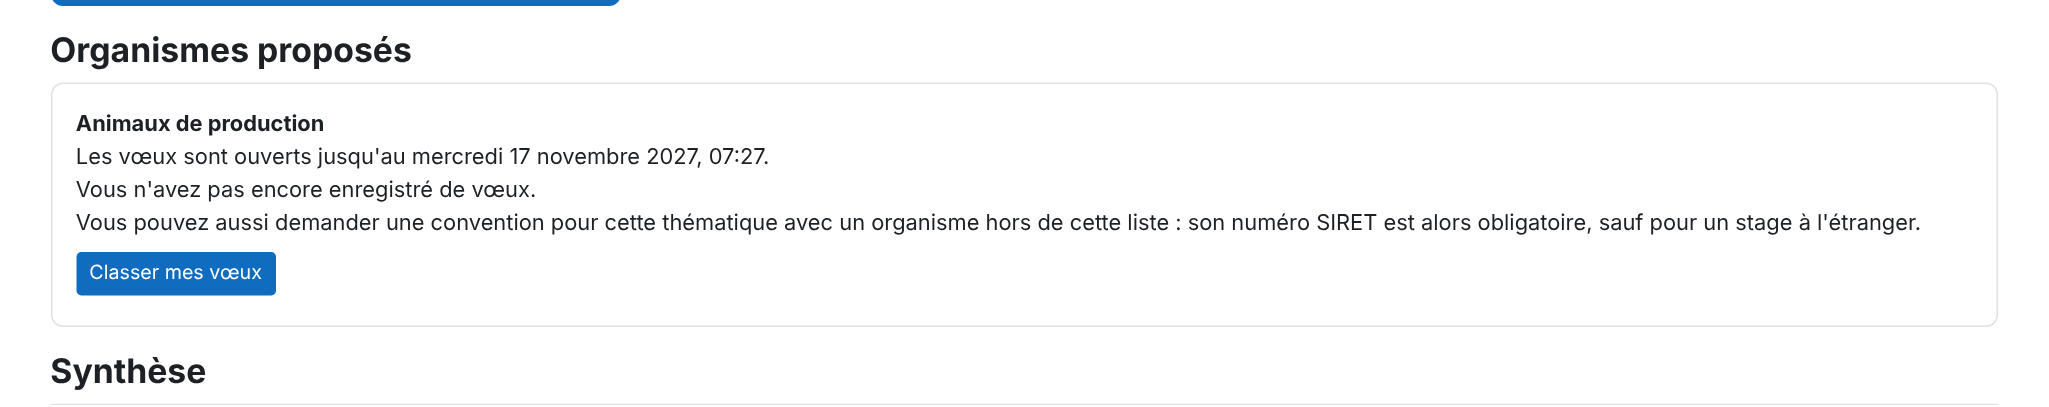 Organismes proposés
Animaux de production
Les vœux sont ouverts jusqu'au mercredi 17 novembre 2027, 07:27.
Vous n'avez pas encore enregistré de vœux.
Vous pouvez aussi demander une convention pour cette thématique avec un organisme hors de cette liste : son numéro SIRET est alors obligatoire, sauf pour un stage à l'étranger.
Classer mes vœux
Synthèse